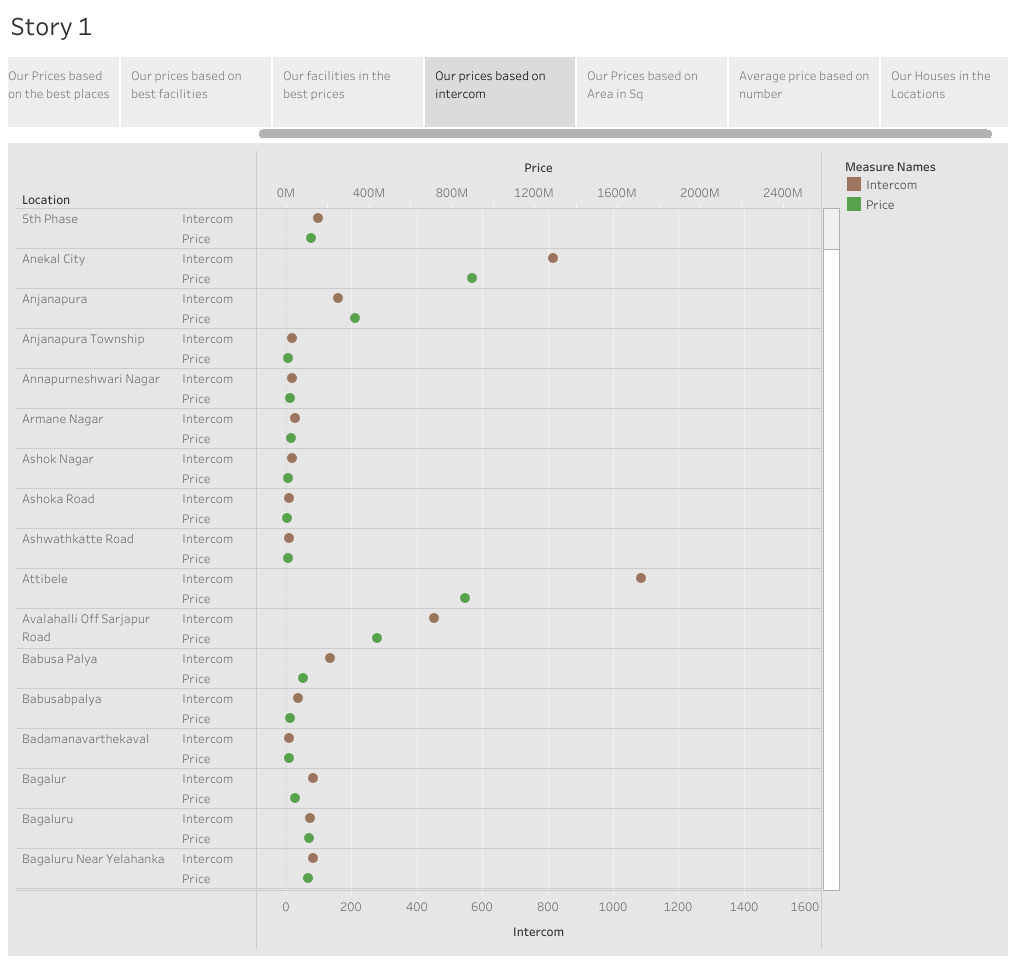 Story 1
Our Prices based
on the best places
Our prices based on
best facilities
Our facilities in the
best prices
Our prices based on
intercom
Our Prices based on
Area in Sq
Average price based on
number
Our Houses in the
Locations
Price
Measure Names
0M 400M 800M 1200M 1600M 2000M 2400M
Intercom
Price
Location
5th Phase Intercom
Price
Anekal City Intercom
Price
Anjanapura Intercom
Price
Anjanapura Township Intercom
Price
Annapurneshwari Nagar Intercom
Price
Armane Nagar Intercom
Price
Ashok Nagar Intercom
Price
Ashoka Road Intercom
Price
Ashwathkatte Road Intercom
Price
Attibele Intercom
Price
Avalahalli Off Sarjapur Intercom
Road Price
Babusa Palya Intercom
Price
Babusabpalya Intercom
Price
Badamanavarthekaval Intercom
Price
Bagalur Intercom
Price
Bagaluru Intercom
Price
Bagaluru Near Yelahanka Intercom
Price
0 200 400 600 800 1000 1200 1400 1600
Intercom